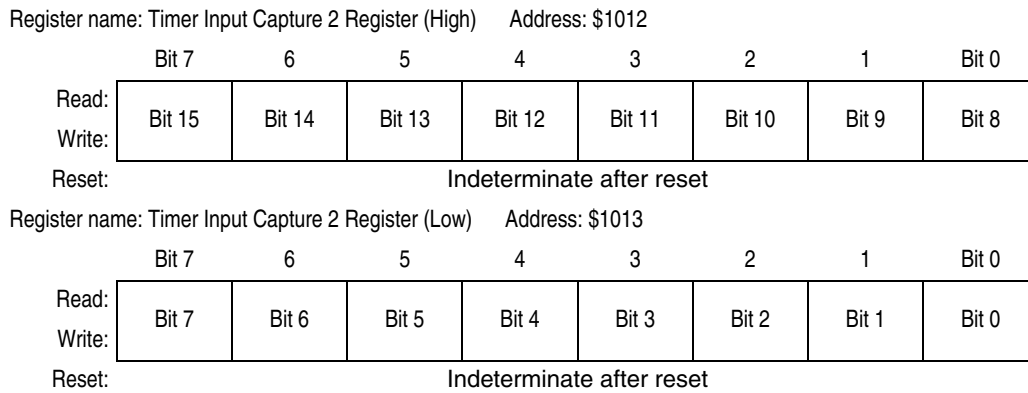 Register name: Timer Input Capture 2 Register (High) Address: $1012
Bit 7 6 5 4 3 2 1 Bit 0
Read:
Bit 15 Bit 14 Bit 13 Bit 12 Bit 11 Bit 10 Bit 9 Bit 8
Write:
Reset: Indeterminate after reset
Register name: Timer Input Capture 2 Register (Low) Address: $1013
Bit 7 6 5 4 3 2 1 Bit 0
Read:
Bit 7 Bit 6 Bit 5 Bit 4 Bit 3 Bit 2 Bit 1 Bit 0
Write:
Reset: Indeterminate after reset